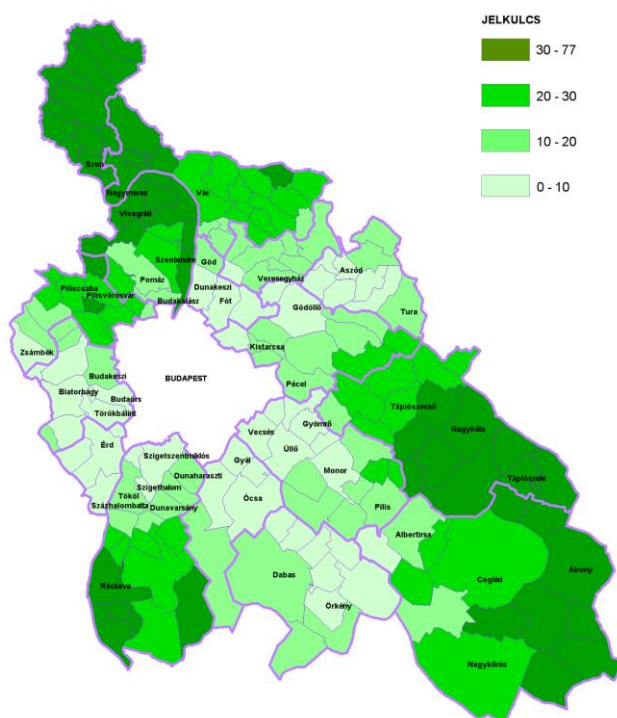 JELKULCS
30 - 77
20 - 30
10 - 20
0 - 10
Szob
Nagymaros
Visegrád
Vác
Szentendre
Göd
Pomáz
Dunakeszi
Veresegyház
Aszód
Piliscsaba
Pilisvörösvár
Budakalász
Fót
Gödöllő
Tura
Zsámbék
Kistarcsa
Budakeszi
BUDAPEST
Pécel
Biatorbágy
Budaörs
Törökbálint
Tápiószecső
Nagykáta
Érd
Vecsés
Gyömrő
Szigetszentmiklós
Gyál
Üllő
Monor
Tápiószele
Dunaharaszti
Szigethalom
Tököl
Ócsa
Százhalombatta
Dunavarsány
Pilis
Albertirsa
Ráckeve
Dabas
Cegléd
Abony
Örkény
Nagykőrös